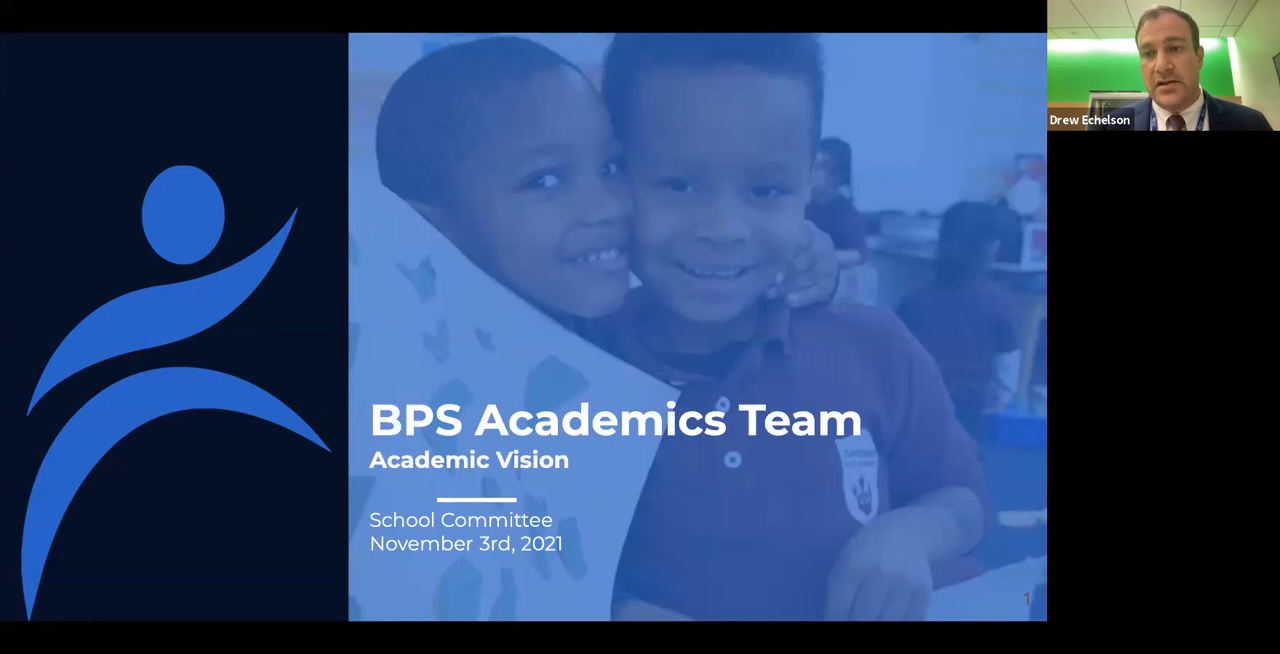 BPS Academics Team
Academic Vision
School Committee
November 3rd, 2021
1
Drew Echelson